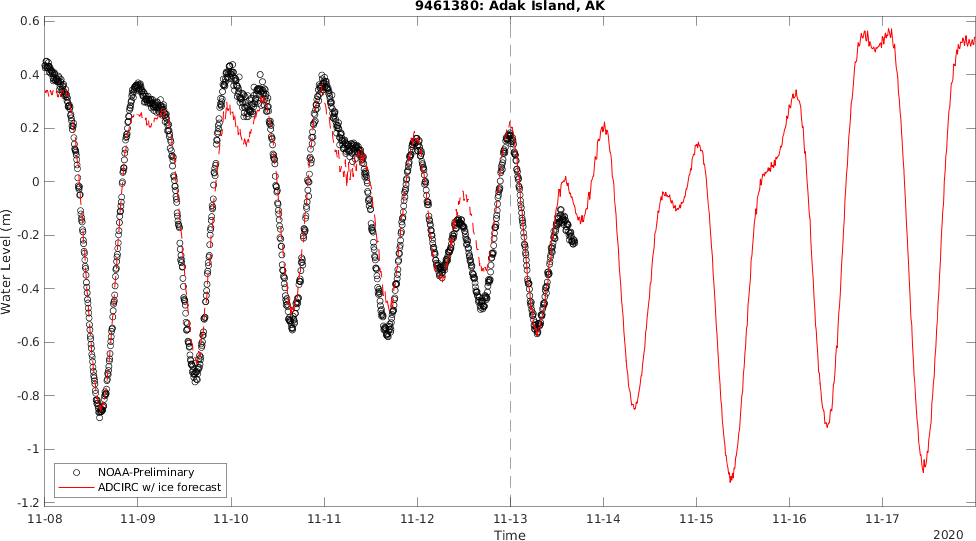 9461380: Adak Island, AK
0.6
0.4
0.2
0
-0.2
-0.4
-0.6
-0.8
-1
-1.2
Water Level (m)
NOAA-Preliminary
ADCIRC w/ ice forecast
11-08 11-09 11-10 11-11 11-12 11-13 11-14 11-15 11-16 11-17
Time
2020